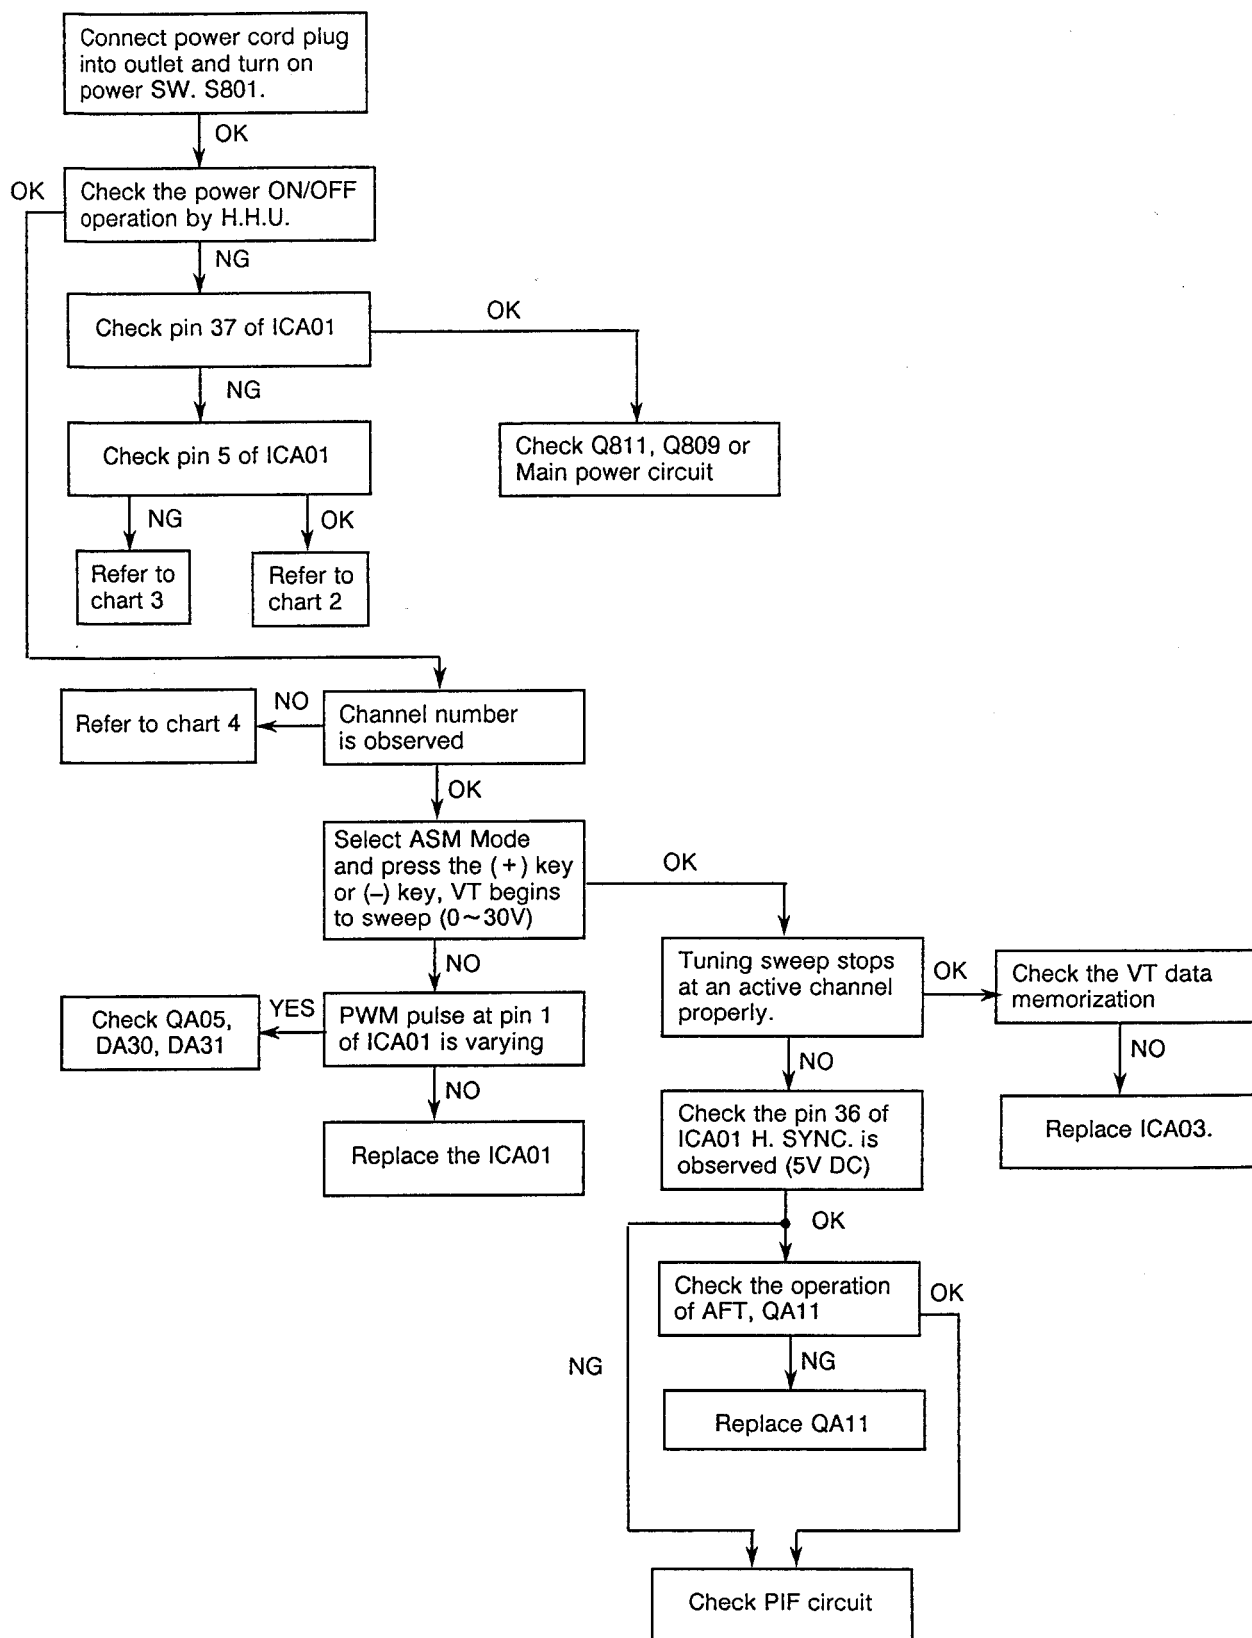 Connect power cord plug
into outlet and turn on
power SW. S801.
OK
OK
Check the power ON/OFF
operation by H.H.U.
NG
Check pin 37 of ICA01
OK
NG
Check pin 5 of ICA01
Check Q811, Q809 or
Main power circuit
NG
OK
Refer to
chart 3
Refer to
chart 2
Refer to chart 4
NO
Channel number
is observed
OK
Select ASM Mode
and press the (+) key
or (–) key, VT begins
to sweep (0~30V)
OK
NO
Tuning sweep stops
at an active channel
properly.
OK
Check the VT data
memorization
Check QA05,
DA30, DA31
YES
PWM pulse at pin 1
of ICA01 is varying
NO
NO
NO
Replace the ICA01
Check the pin 36 of
ICA01 H. SYNC. is
observed (5V DC)
Replace ICA03.
OK
Check the operation
of AFT, QA11
OK
NG
NG
Replace QA11
Check PIF circuit